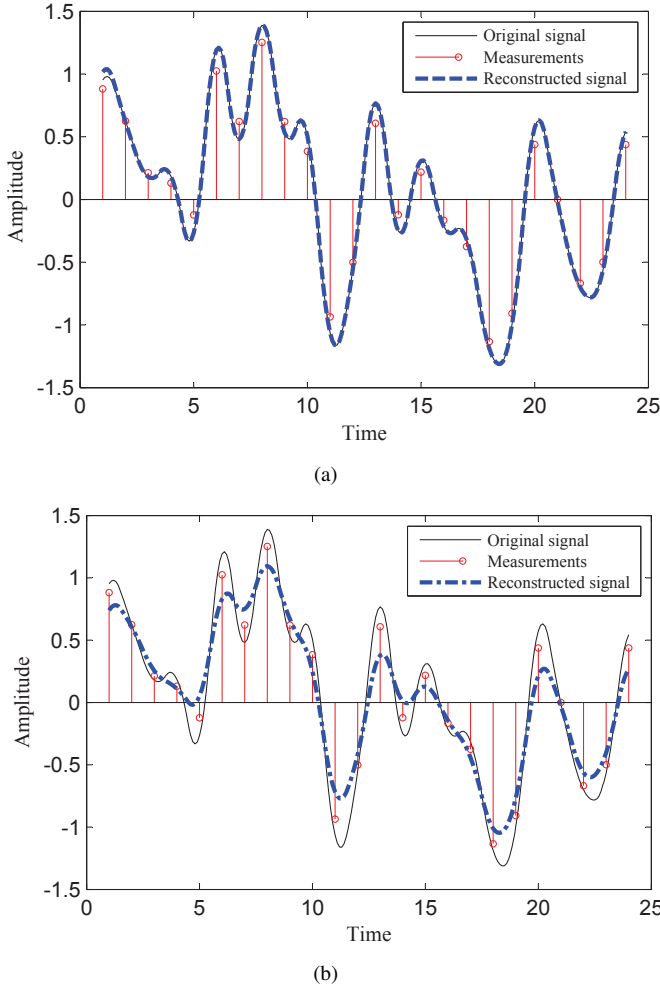 1.5
1
0.5
0
-0.5
-1
-1.5
Amplitude
Original signal
Measurements
Reconstructed signal
0 5 10 15 20 25
Time
(a)
1.5
1
0.5
0
-0.5
-1
-1.5
Amplitude
Original signal
Measurements
Reconstructed signal
0 5 10 15 20 25
Time
(b)